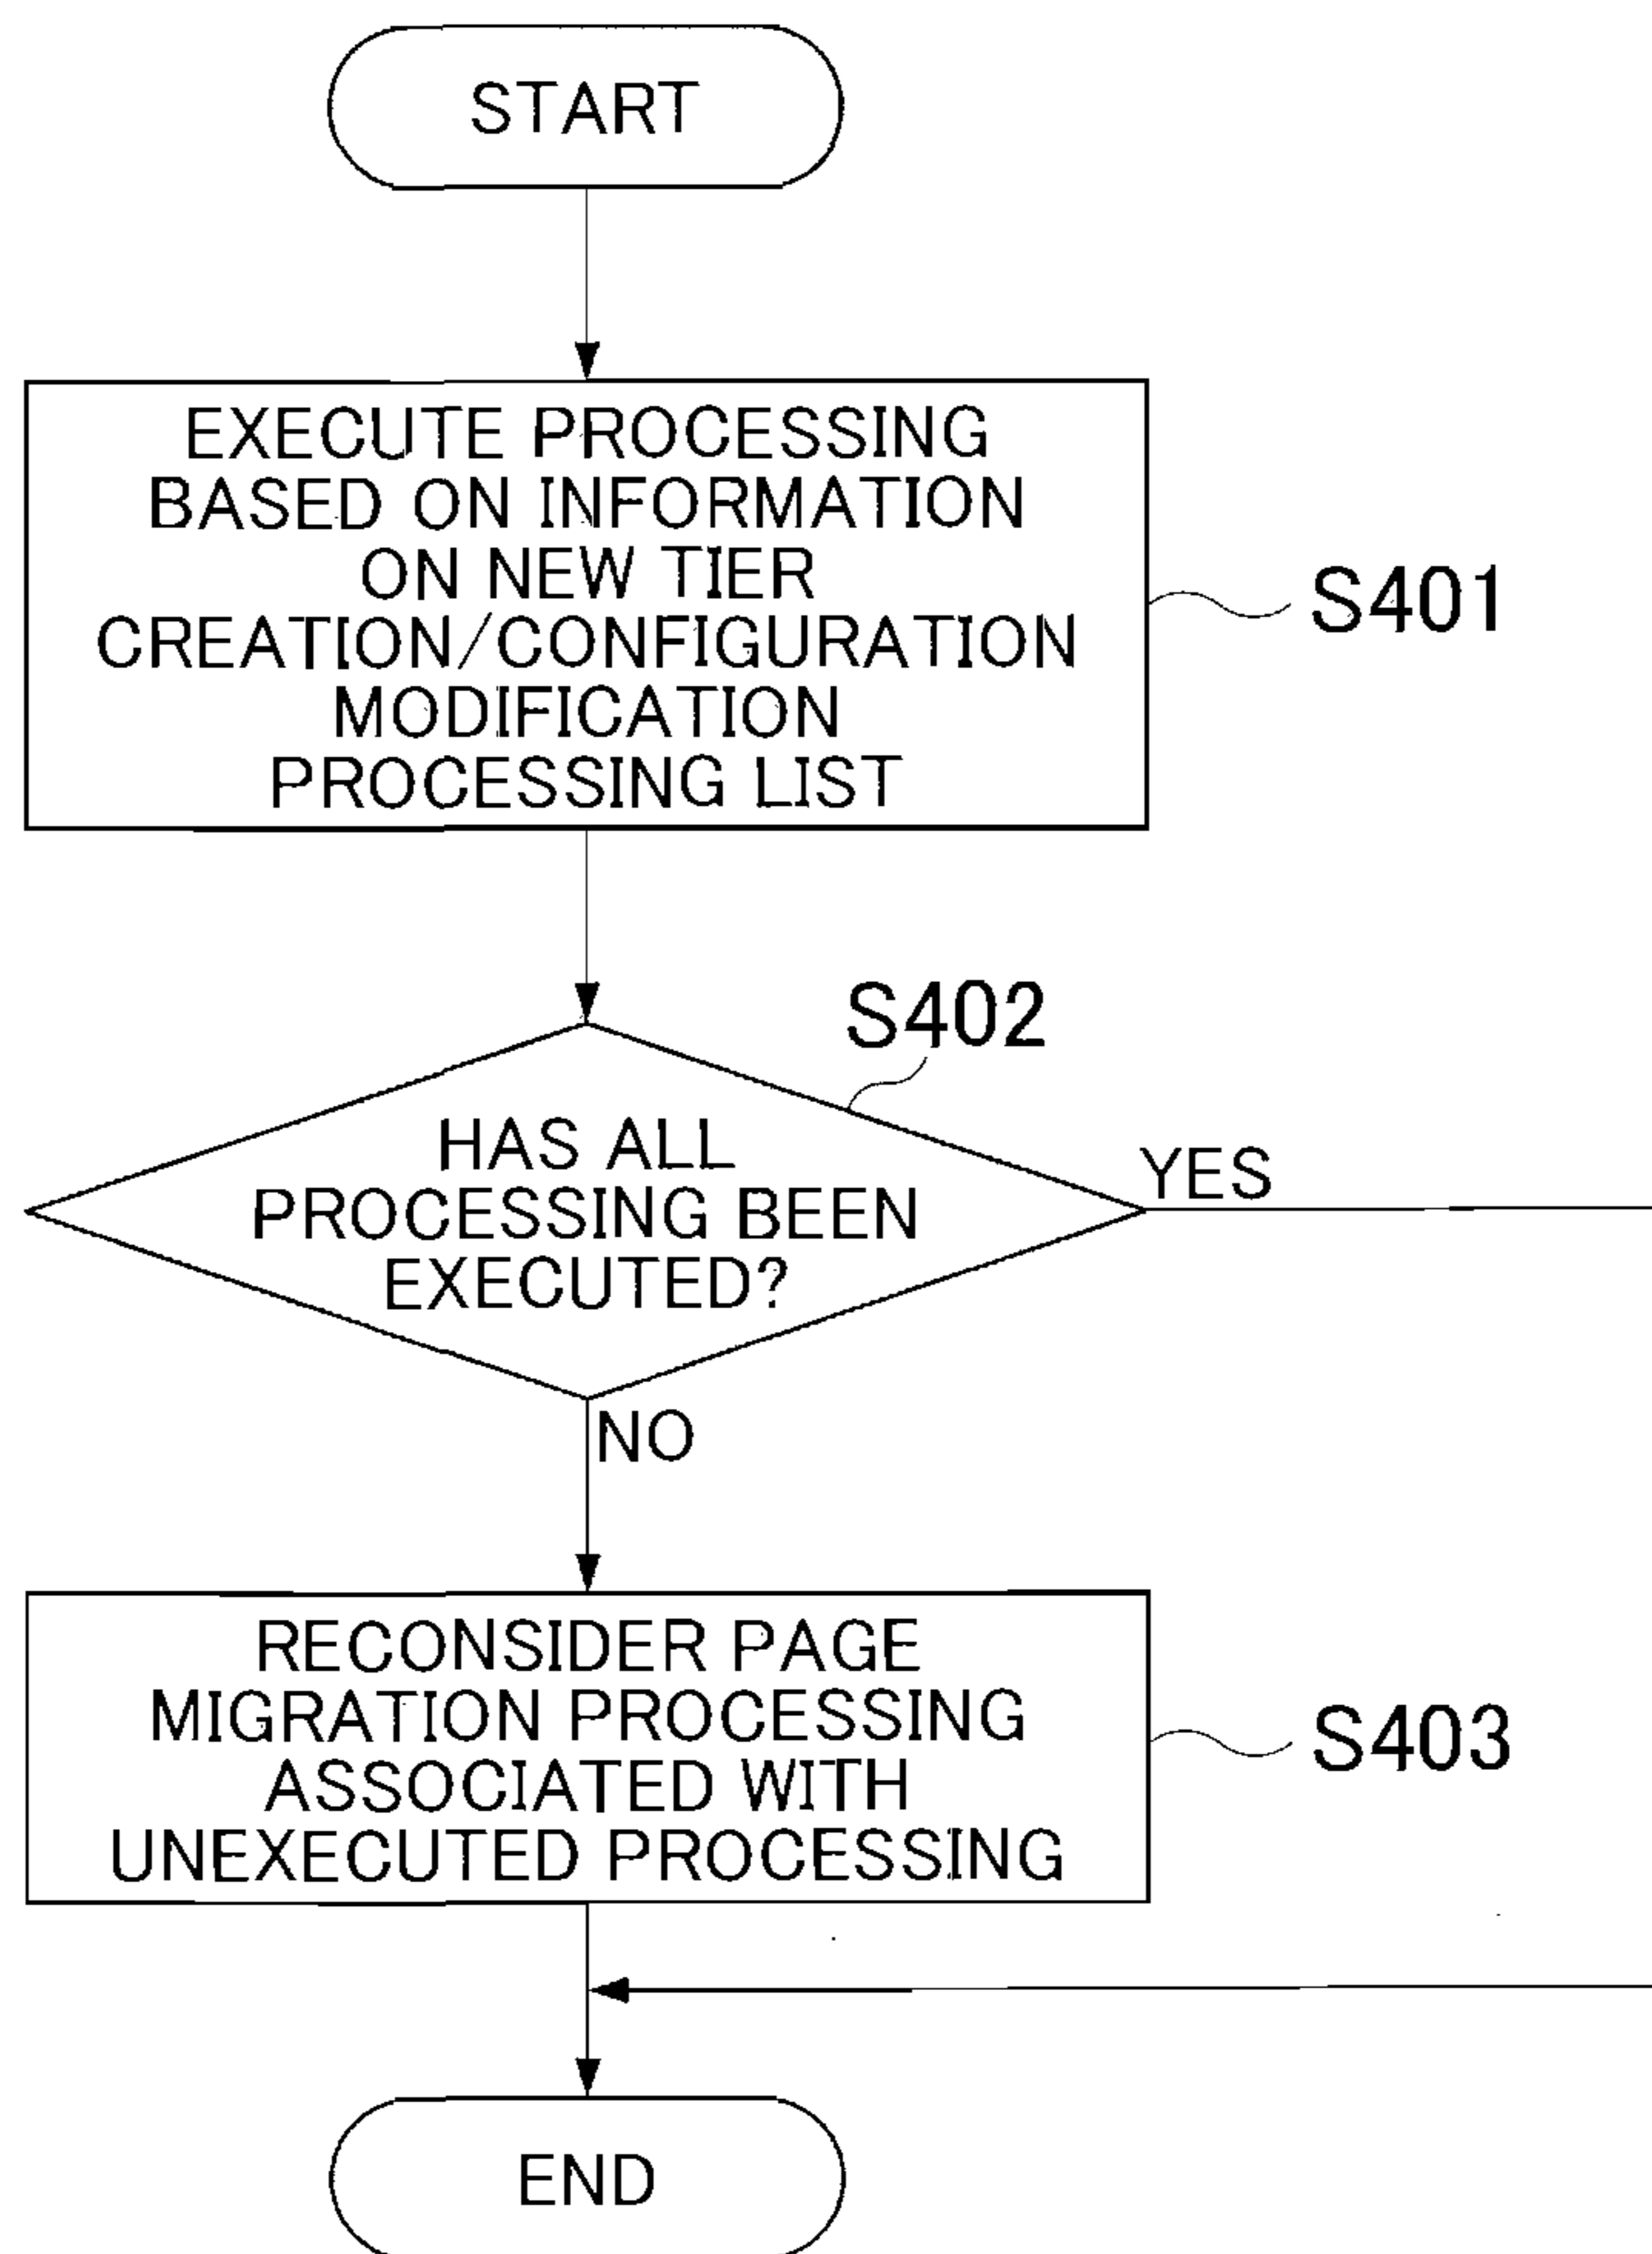 START
EXECUTE PROCESSING
BASED ON INFORMATION
ON NEW TIER
CREATION/CONFIGURATION
MODIFICATION
PROCESSING LIST
S401
S402
HAS ALL
PROCESSING BEEN
EXECUTED?
YES
NO
RECONSIDER PAGE
MIGRATION PROCESSING
ASSOCIATED WITH
UNEXECUTED PROCESSING
S403
END